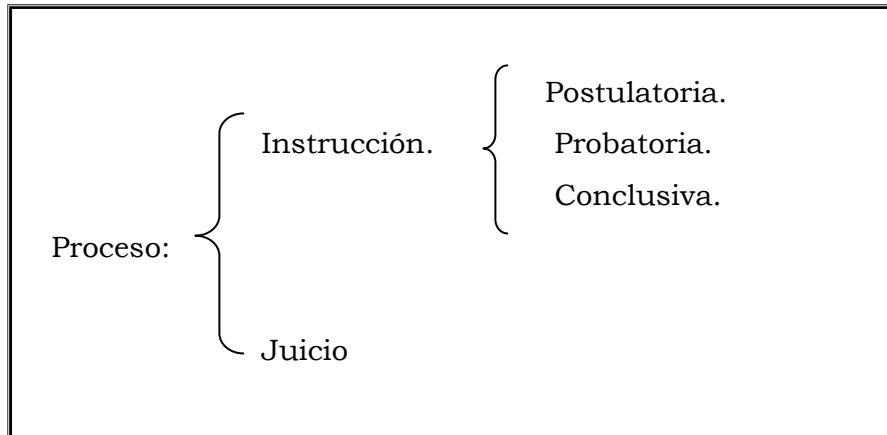 Proceso:
Instrucción.
Postulatoria.
Probatoria.
Conclusiva.
Juicio